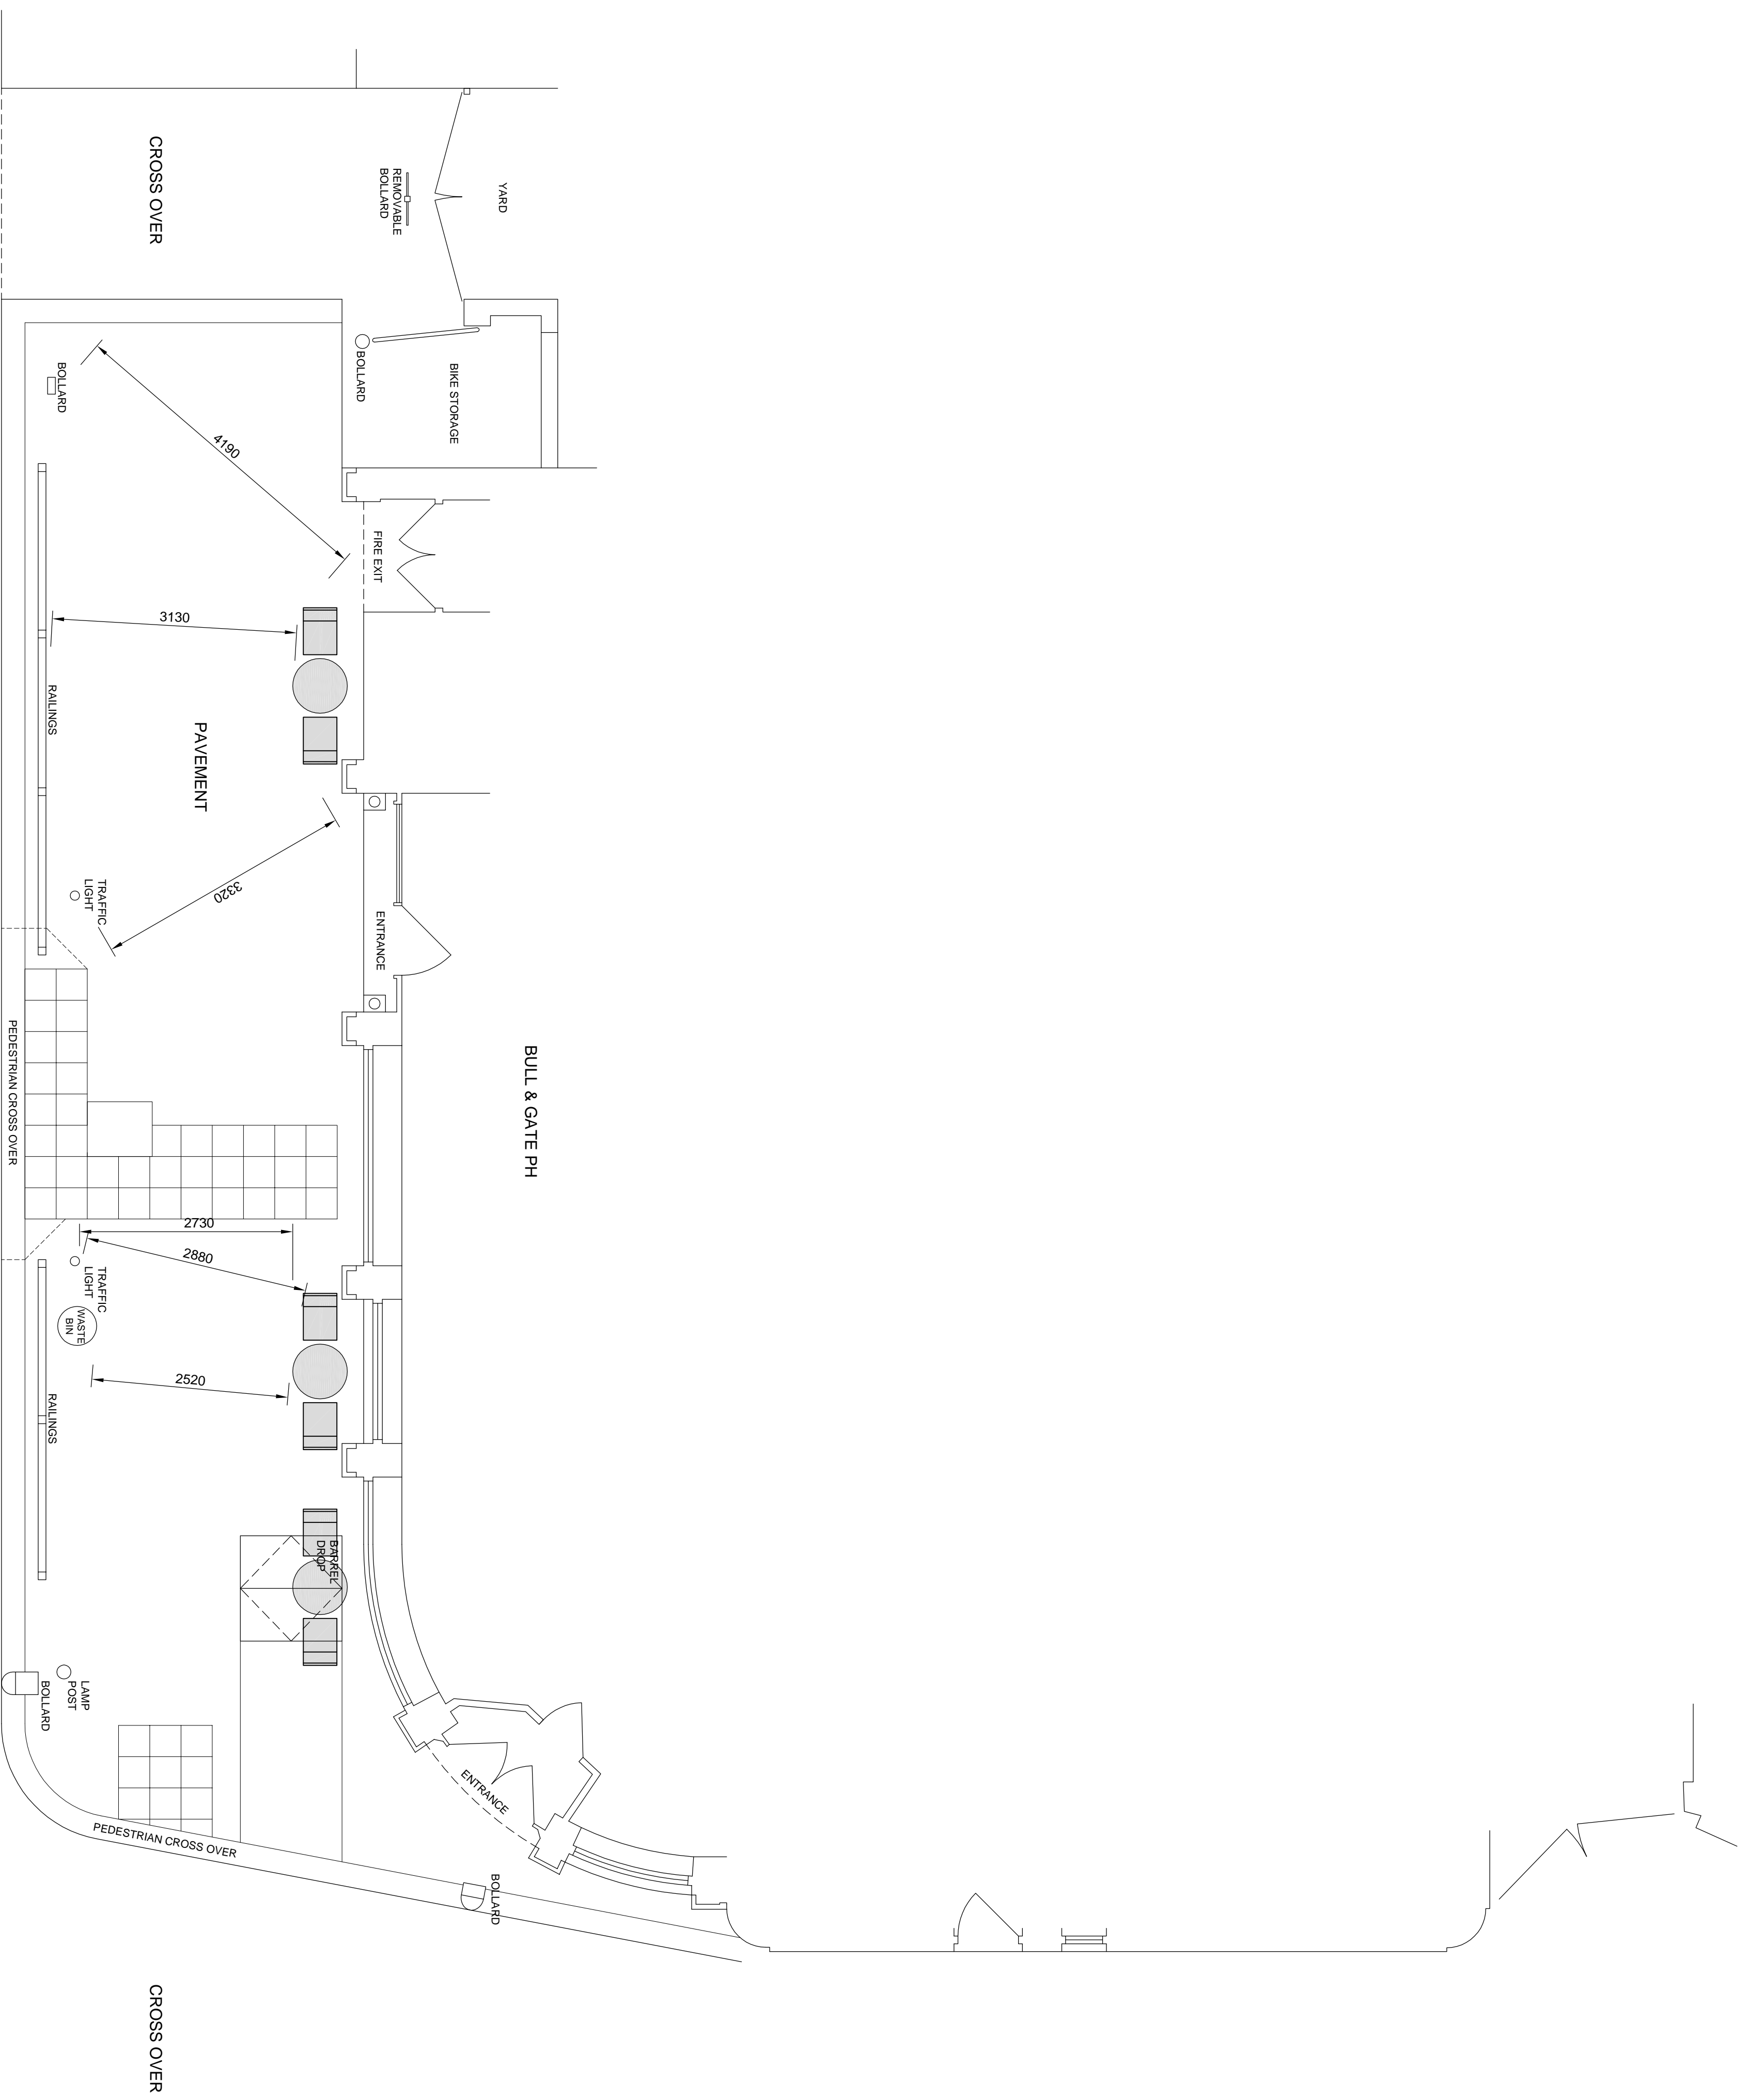 CROSS OVER
REMOVABLE
BOLLARD
YARD
BOLLARD
BOLLARD
BIKE STORAGE
4190
FIRE EXIT
3130
RAILINGS
PAVEMENT
3320
TRAFFIC
LIGHT
ENTRANCE
PEDESTRIAN CROSS OVER
BULL & GATE PH
2730
2880
TRAFFIC
LIGHT
WASTE
BIN
2520
RAILINGS
BARREL
DROP
LAMP
POST
BOLLARD
ENTRANCE
PEDESTRIAN CROSS OVER
BOLLARD
CROSS OVER